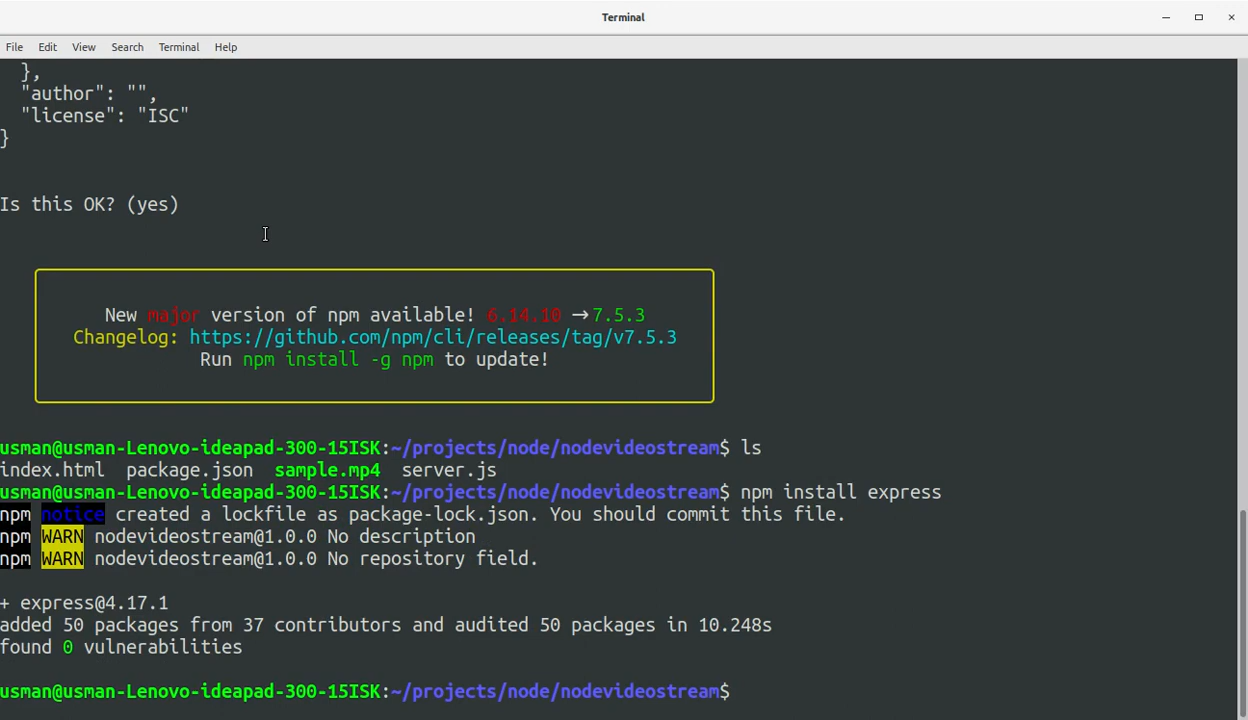 Terminal
File Edit View Search Terminal Help
},
"author": "",
"license": "ISC"
}
Is this OK? (yes)
New major version of npm available! 6.14.10 → 7.5.3
Changelog: https://github.com/npm/cli/releases/tag/v7.5.3
Run npm install -g npm to update!
usman@usman-Lenovo-ideapad-300-15ISK:~/projects/node/nodevideostream$ ls
index.html package.json sample.mp4 server.js
usman@usman-Lenovo-ideapad-300-15ISK:~/projects/node/nodevideostream$ npm install express
npm notice created a lockfile as package-lock.json. You should commit this file.
npm WARN nodevideostream@1.0.0 No description
npm WARN nodevideostream@1.0.0 No repository field.
+ express@4.17.1
added 50 packages from 37 contributors and audited 50 packages in 10.248s
found 0 vulnerabilities
usman@usman-Lenovo-ideapad-300-15ISK:~/projects/node/nodevideostream$